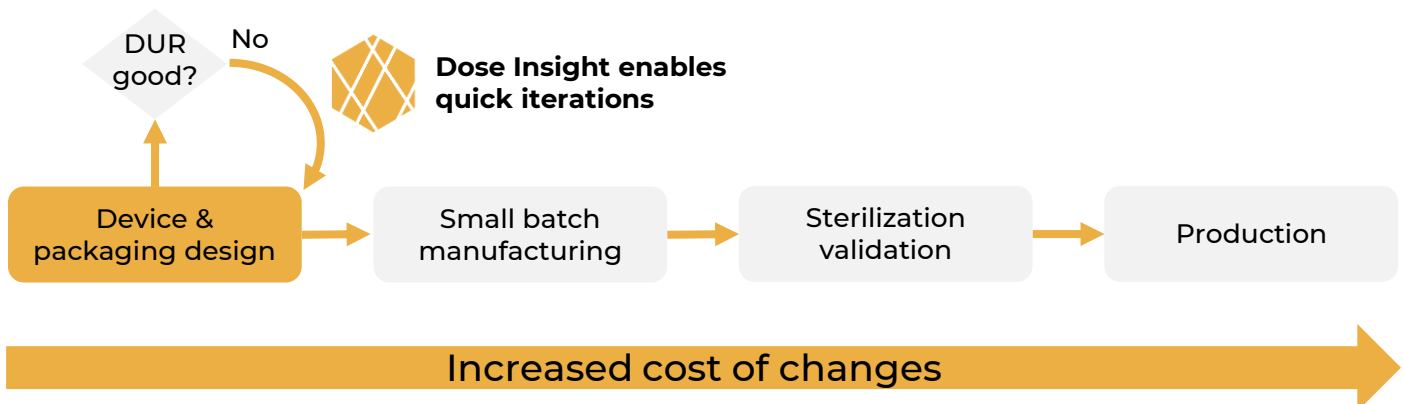 DUR
good?
No
Dose Insight enables
quick iterations
Device &
packaging design
Small batch
manufacturing
Sterilization
validation
Production
Increased cost of changes